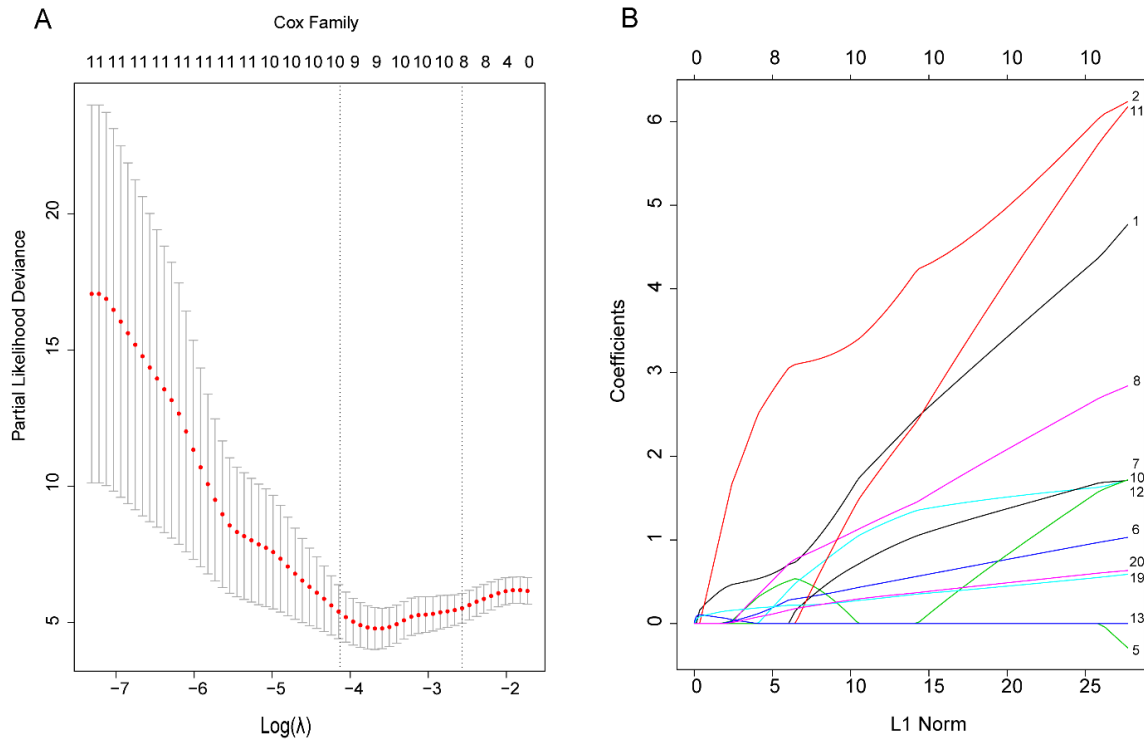 A
Cox Family
11 11 11 11 11 11 11 11 10 10 10 9 9 10 10 10 8 8 4 0
Partial Likelihood Deviance
20
15
10
5
−7 −6 −5 −4 −3 −2
Log(λ)
B
0 8 10 10 10 10
Coefficients
6
5
4
3
2
1
0
2
11
1
8
7
10
12
6
20
19
13
5
0 5 10 15 20 25
L1 Norm